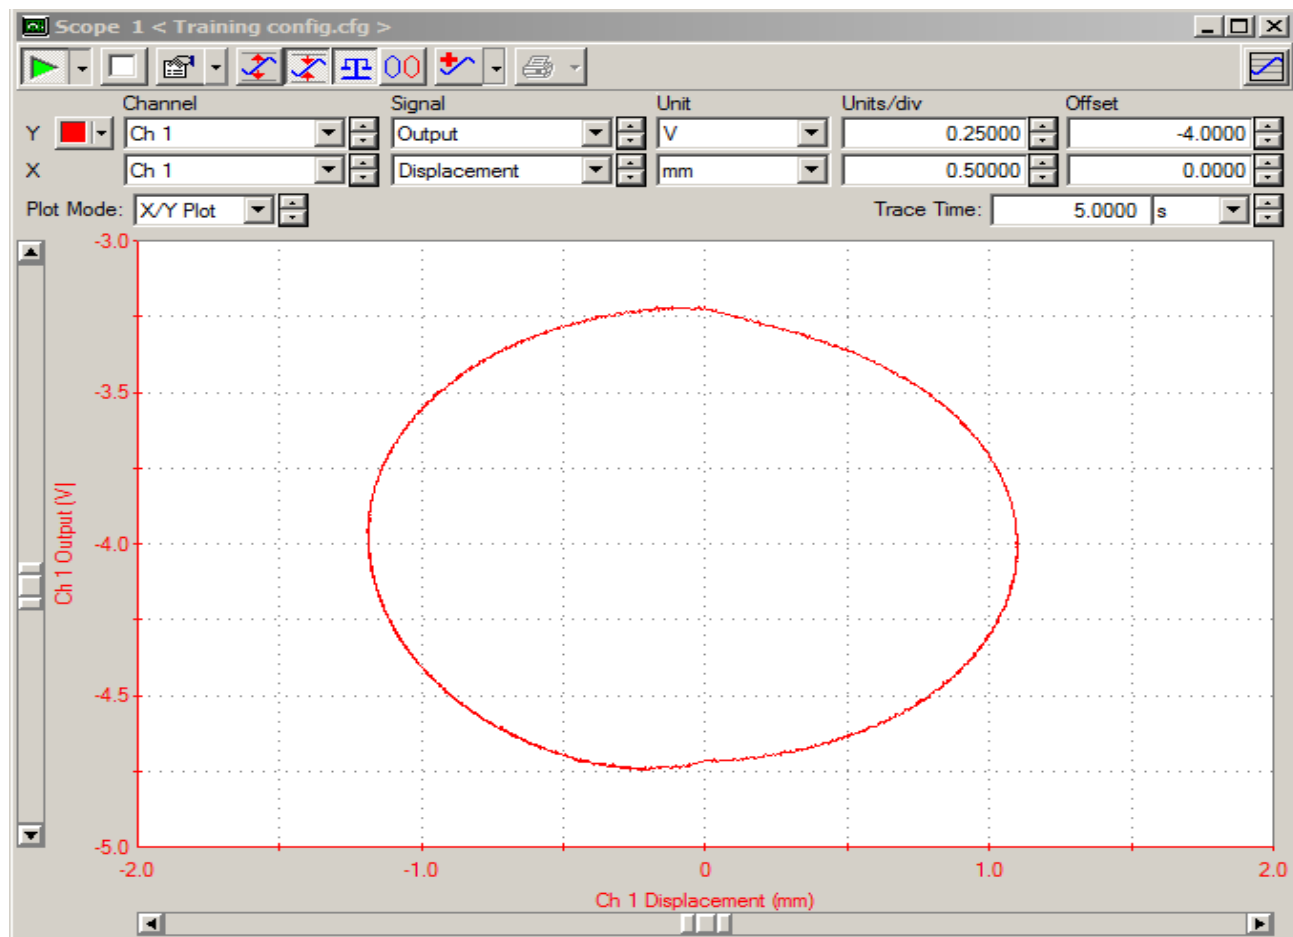 Scope 1 < Training config.cfg >
Channel Signal Unit Units/div Offset
Y Ch 1 Output V 0.25000 -4.0000
X Ch 1 Displacement mm 0.50000 0.0000
Plot Mode: X/Y Plot Trace Time: 5.0000 s
-3.0
-3.5
-4.0
-4.5
-5.0
Ch 1 Output (V)
-2.0 -1.0 0 1.0 2.0
Ch 1 Displacement (mm)